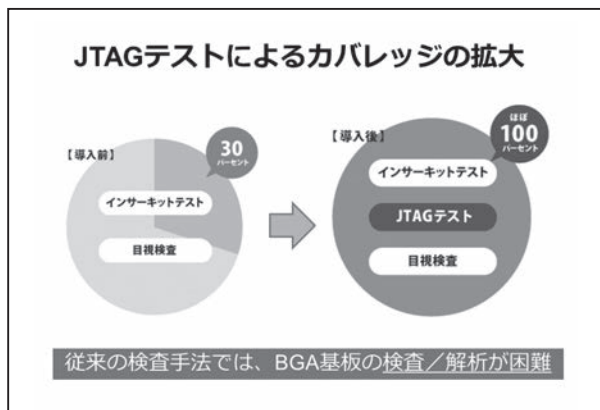 JTAGテストによるカバレッジの拡大
【導入前】
30
パーセント
インサーキットテスト
目視検査
【導入後】
ほぼ
100
パーセント
インサーキットテスト
JTAGテスト
目視検査
従来の検査手法では、BGA基板の検査／解析が困難